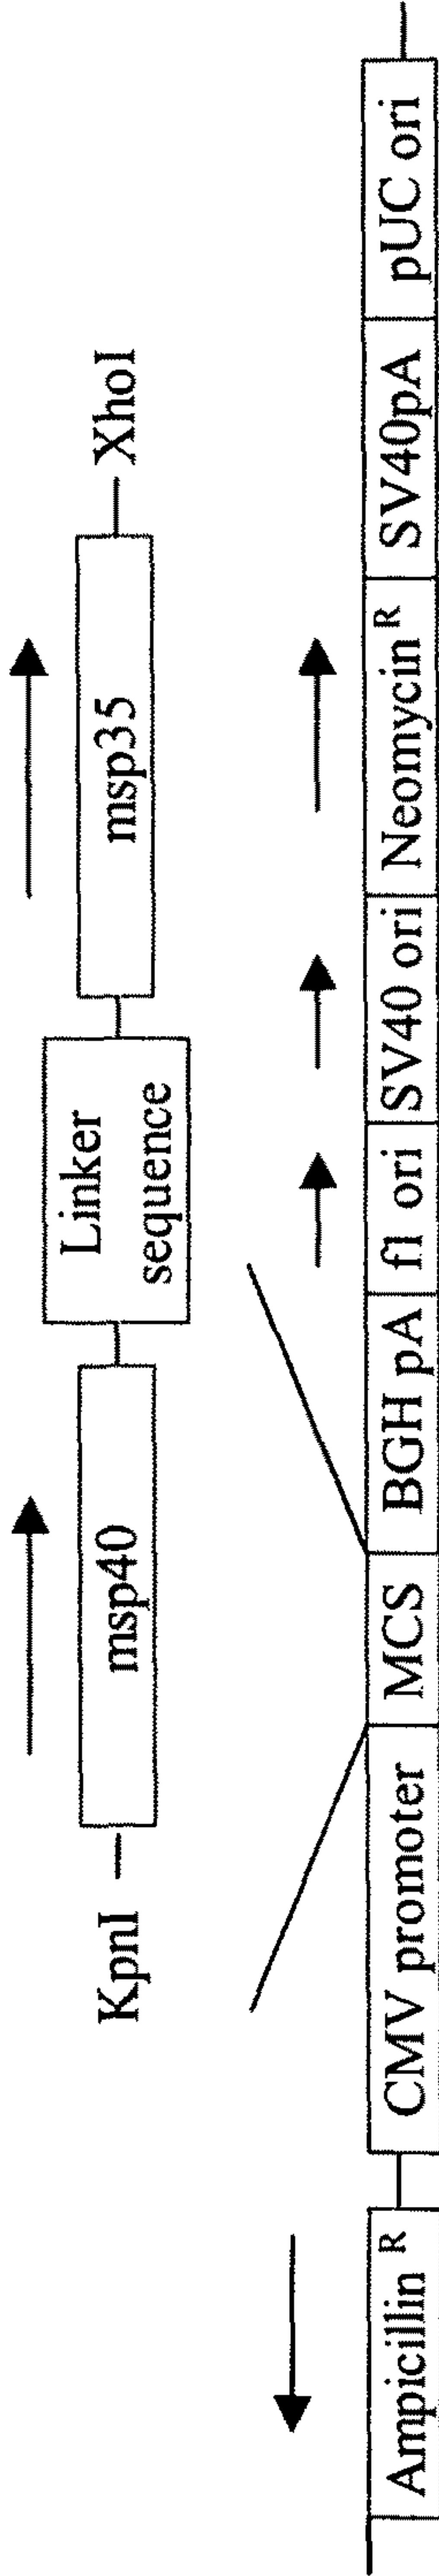 KpnI
msp40
Linker
sequence
msp35
XhoI
Ampicillin R
CMV promoter
MCS
BGH pA
f1 ori
SV40 ori
Neomycin R
SV40pA
pUC ori